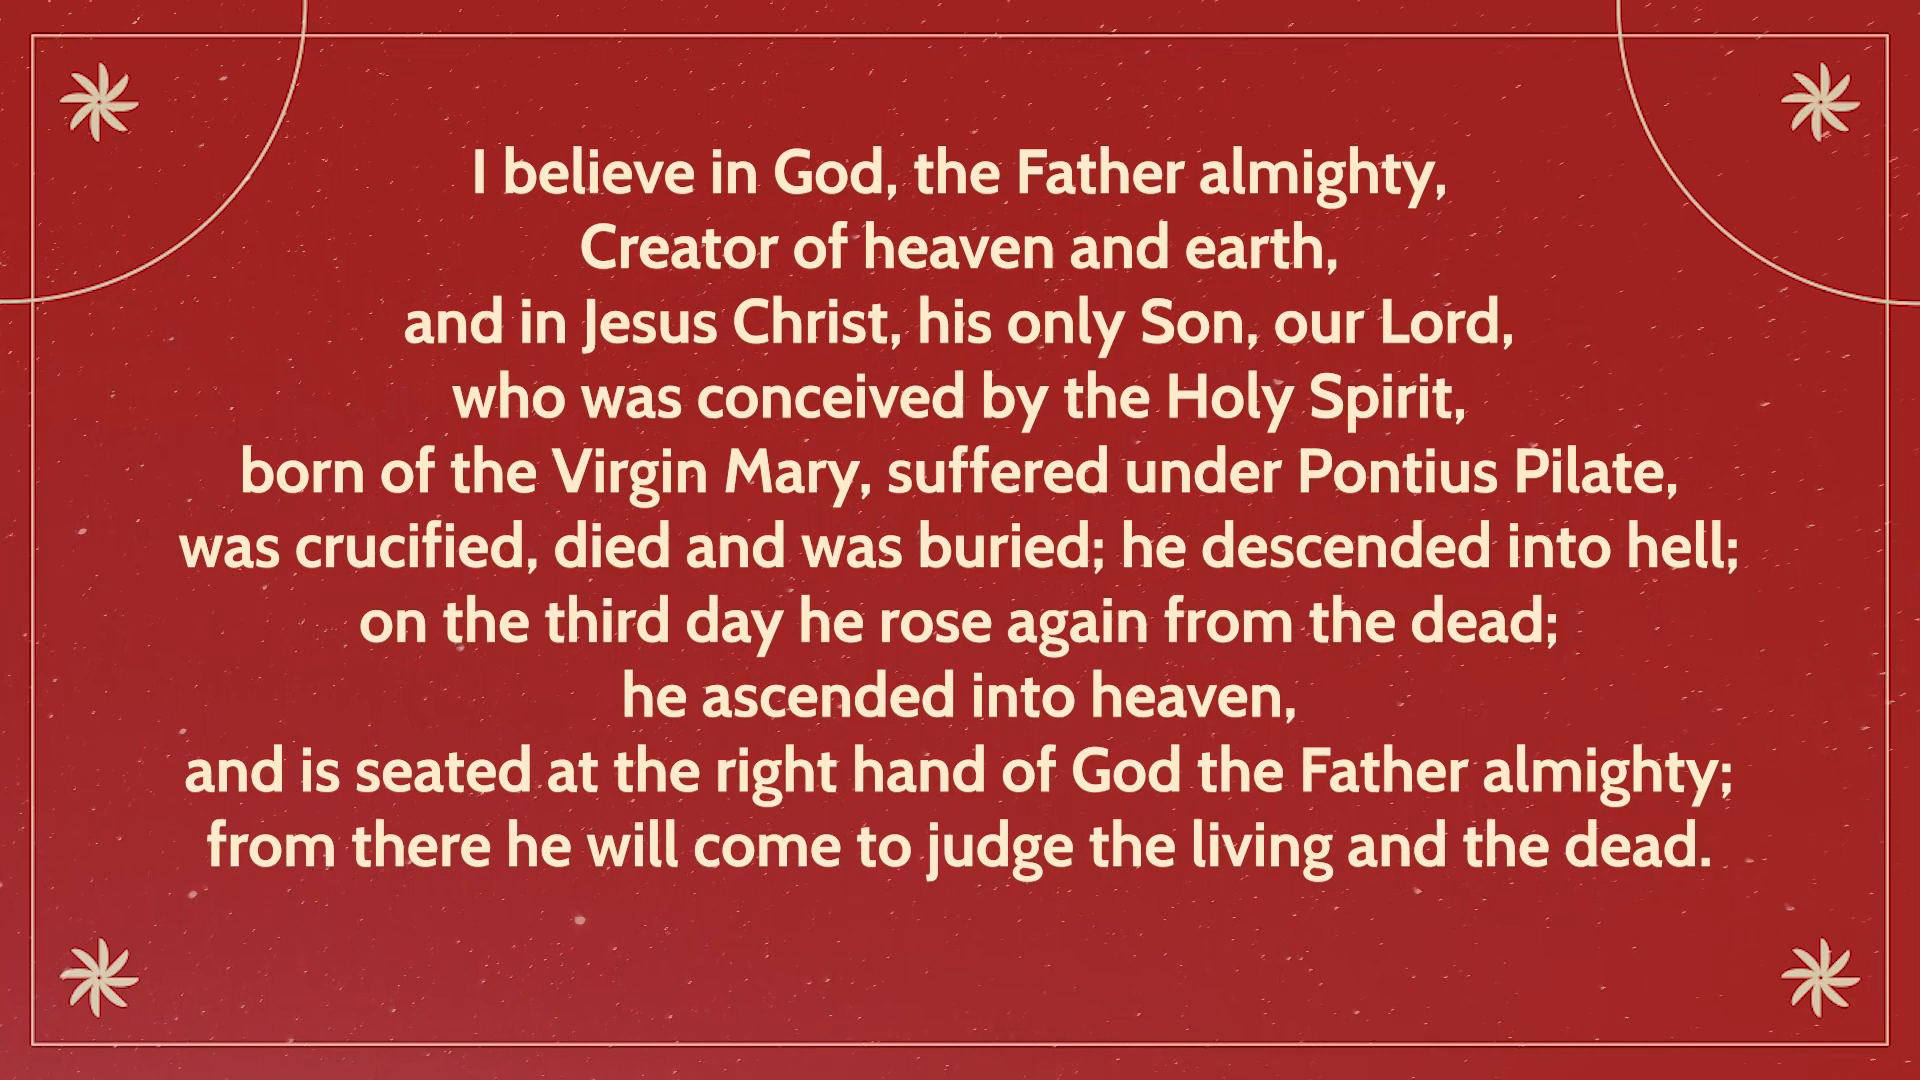 I believe in God, the Father almighty,
Creator of heaven and earth,
and in Jesus Christ, his only Son, our Lord,
who was conceived by the Holy Spirit,
born of the Virgin Mary, suffered under Pontius Pilate,
was crucified, died and was buried; he descended into hell;
on the third day he rose again from the dead;
he ascended into heaven,
and is seated at the right hand of God the Father almighty;
from there he will come to judge the living and the dead.